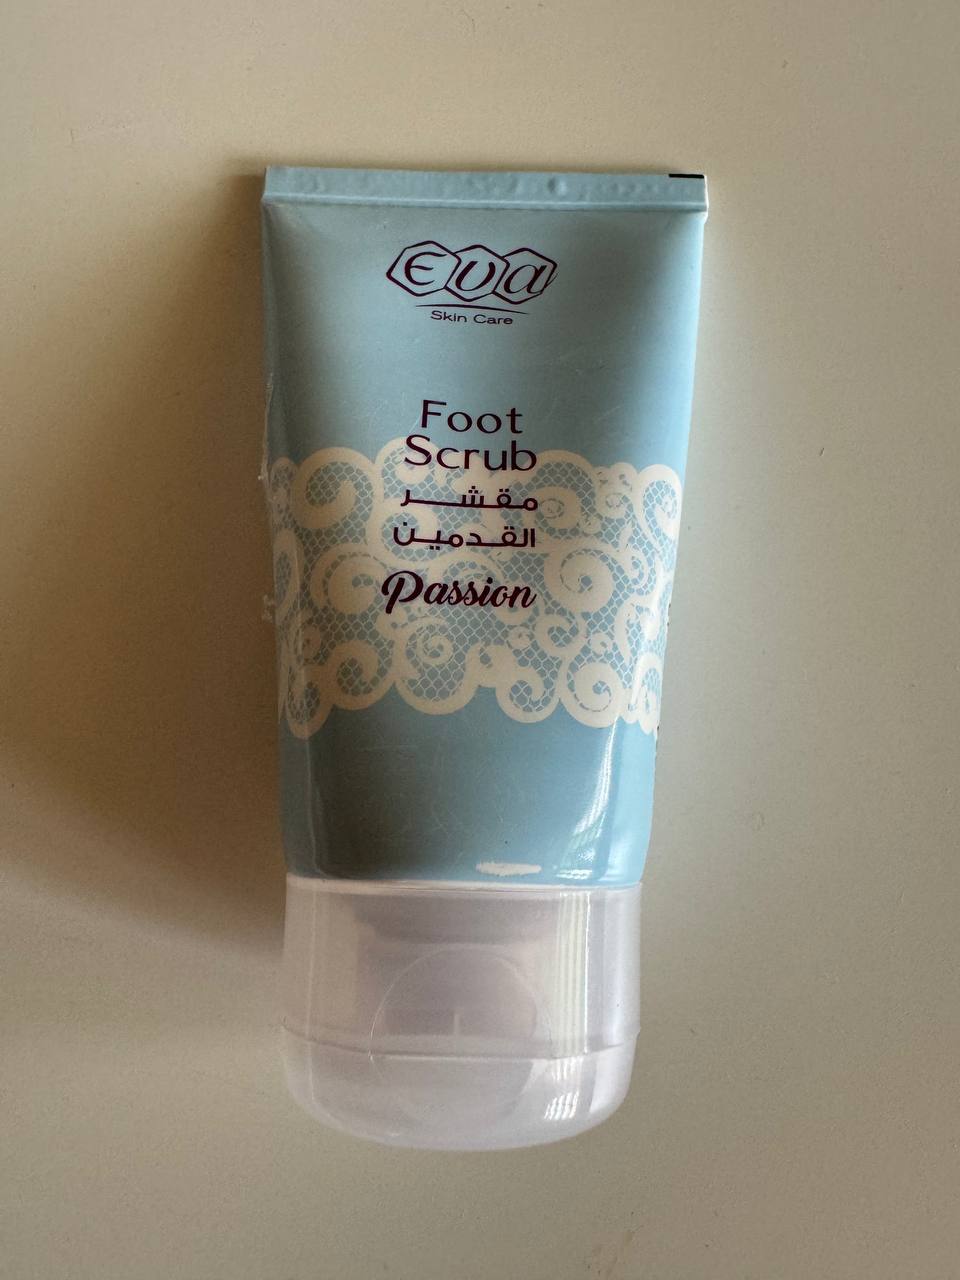 Eva
Skin Care
Foot
Scrub
مقشر
القدمين
Passion